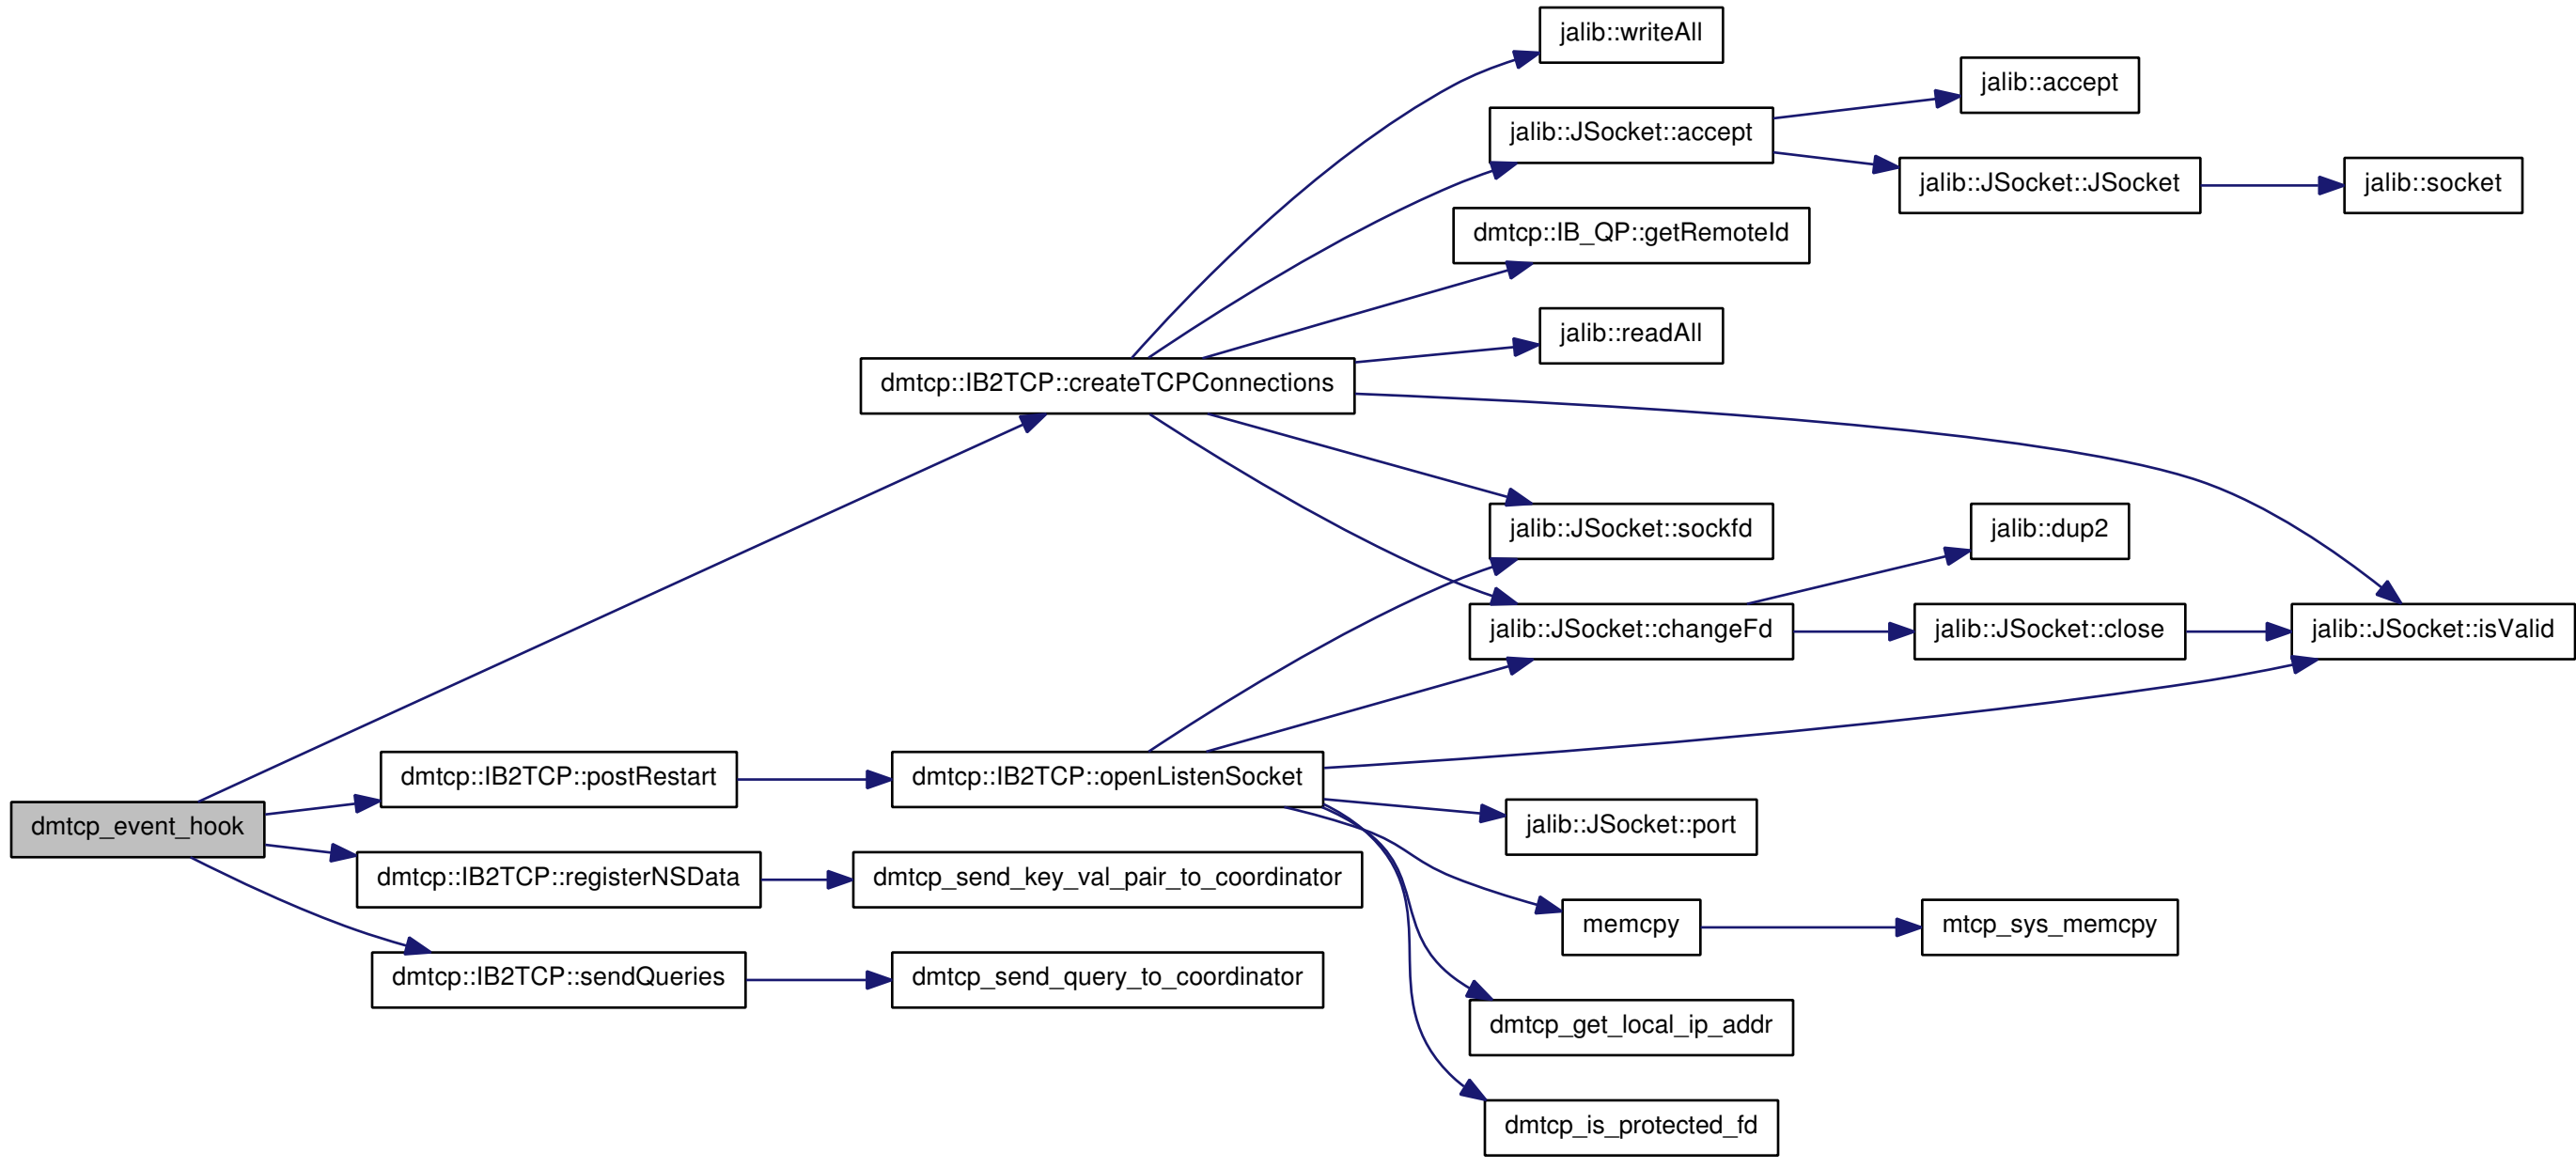 jalib::writeAll
jalib::accept
jalib::JSocket::accept
jalib::JSocket::JSocket
jalib::socket
dmtcp::IB_QP::getRemoteId
jalib::readAll
dmtcp::IB2TCP::createTCPConnections
jalib::JSocket::sockfd
jalib::dup2
jalib::JSocket::changeFd
jalib::JSocket::close
jalib::JSocket::isValid
dmtcp::IB2TCP::postRestart
dmtcp::IB2TCP::openListenSocket
dmtcp_event_hook
jalib::JSocket::port
dmtcp::IB2TCP::registerNSData
dmtcp_send_key_val_pair_to_coordinator
memcpy
mtcp_sys_memcpy
dmtcp::IB2TCP::sendQueries
dmtcp_send_query_to_coordinator
dmtcp_get_local_ip_addr
dmtcp_is_protected_fd